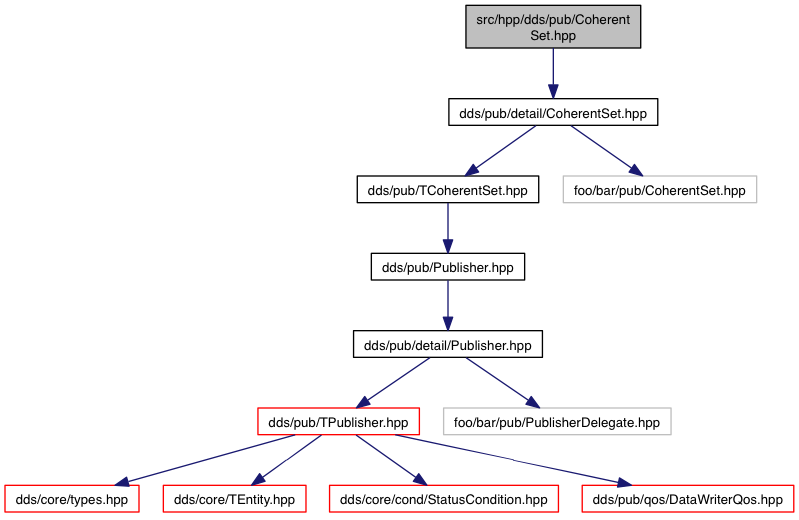 src/hpp/dds/pub/Coherent
Set.hpp
dds/pub/detail/CoherentSet.hpp
dds/pub/TCoherentSet.hpp
foo/bar/pub/CoherentSet.hpp
dds/pub/Publisher.hpp
dds/pub/detail/Publisher.hpp
dds/pub/TPublisher.hpp
foo/bar/pub/PublisherDelegate.hpp
dds/core/types.hpp
dds/core/TEntity.hpp
dds/core/cond/StatusCondition.hpp
dds/pub/qos/DataWriterQos.hpp